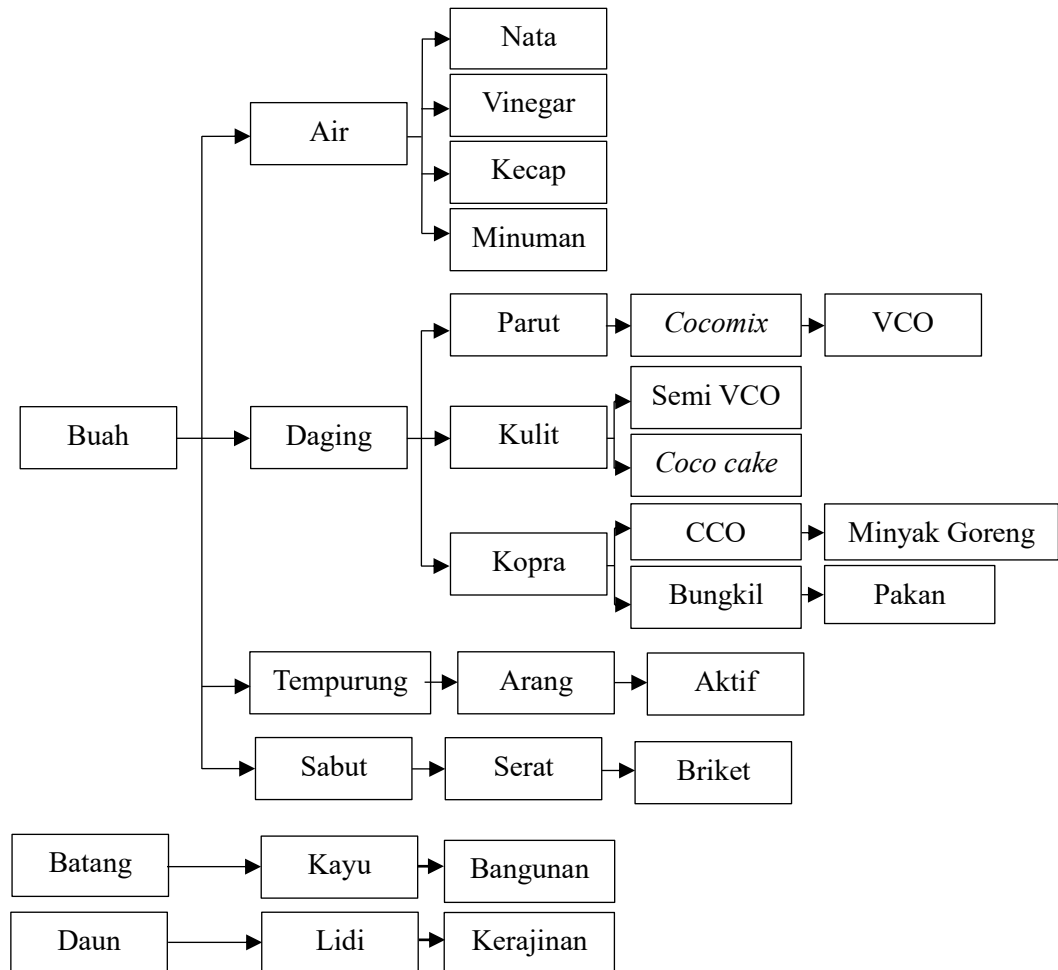 Nata
Vinegar
Air
Kecap
Minuman
Parut
Cocomix
VCO
Semi VCO
Buah
Daging
Kulit
Coco cake
CCO
Minyak Goreng
Kopra
Bungkil
Pakan
Tempurung
Arang
Aktif
Sabut
Serat
Briket
Batang
Kayu
Bangunan
Daun
Lidi
Kerajinan